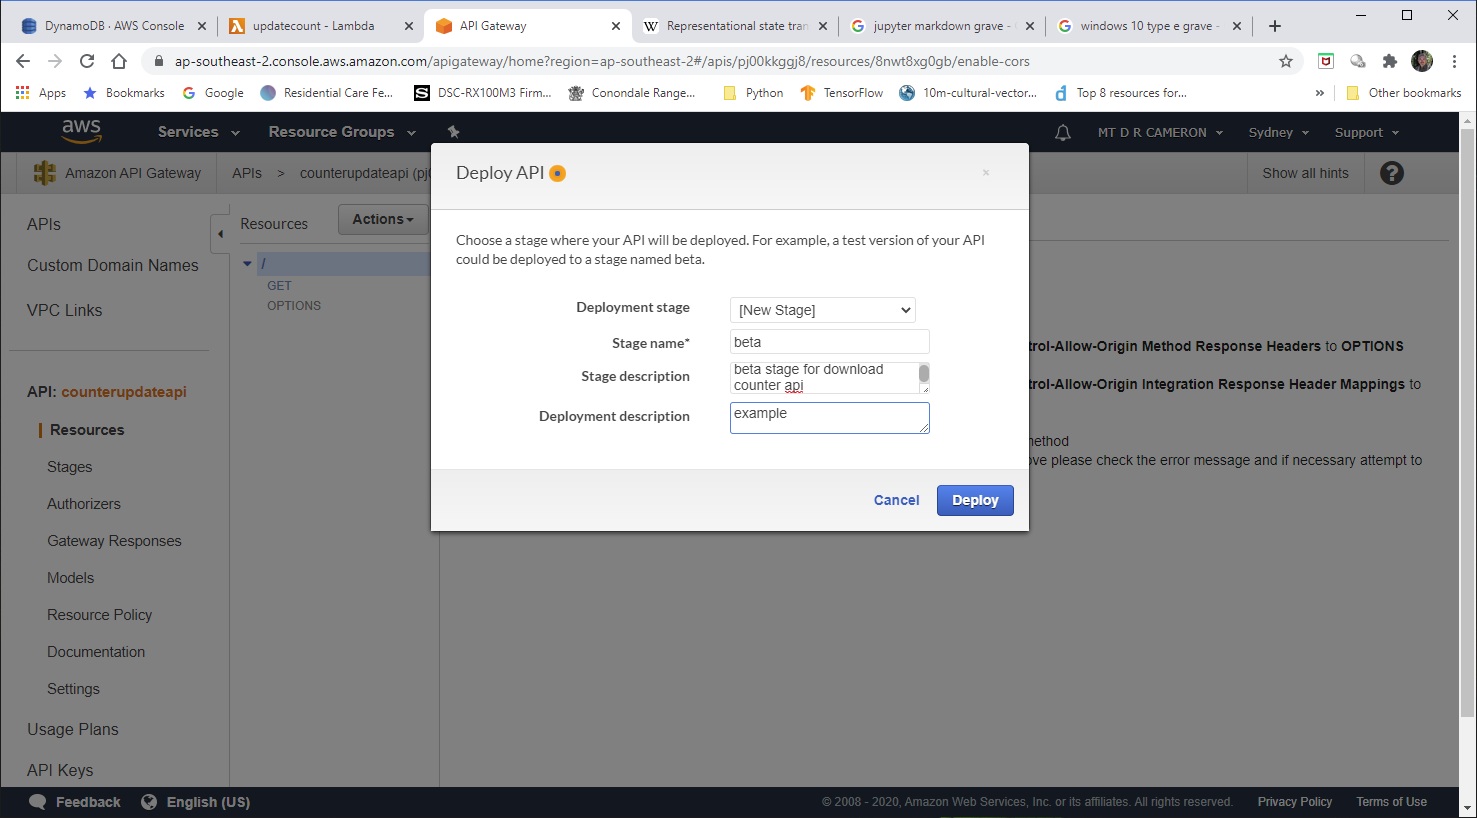 DynamoDB · AWS Console
updatecount - Lambda
API Gateway
Representational state tran
jupyter markdown grave -
windows 10 type e grave -
ap-southeast-2.console.aws.amazon.com/apigateway/home?region=ap-southeast-2#/apis/pj00kkggj8/resources/8nwt8xg0gb/enable-cors
Apps
Bookmarks
Google
Residential Care Fe...
DSC-RX100M3 Firm...
Conondale Range...
Python
TensorFlow
10m-cultural-vector...
Top 8 resources for...
»
Other bookmarks
aws
Services
Resource Groups
MT D R CAMERON
Sydney
Support
Amazon API Gateway
APIs
>
counterupdateapi (pj
Show all hints
?
APIs
Custom Domain Names
VPC Links
API: counterupdateapi
Resources
Stages
Authorizers
Gateway Responses
Models
Resource Policy
Documentation
Settings
Usage Plans
API Keys
Resources
Actions
/
GET
OPTIONS
Deploy API
×
Choose a stage where your API will be deployed. For example, a test version of your API
could be deployed to a stage named beta.
Deployment stage
[New Stage]
Stage name*
beta
Stage description
beta stage for download
counter api
Deployment description
example
Cancel
Deploy
trol-Allow-Origin Method Response Headers to OPTIONS
trol-Allow-Origin Integration Response Header Mappings to
method
ove please check the error message and if necessary attempt to
Feedback
English (US)
© 2008 - 2020, Amazon Web Services, Inc. or its affiliates. All rights reserved.
Privacy Policy
Terms of Use